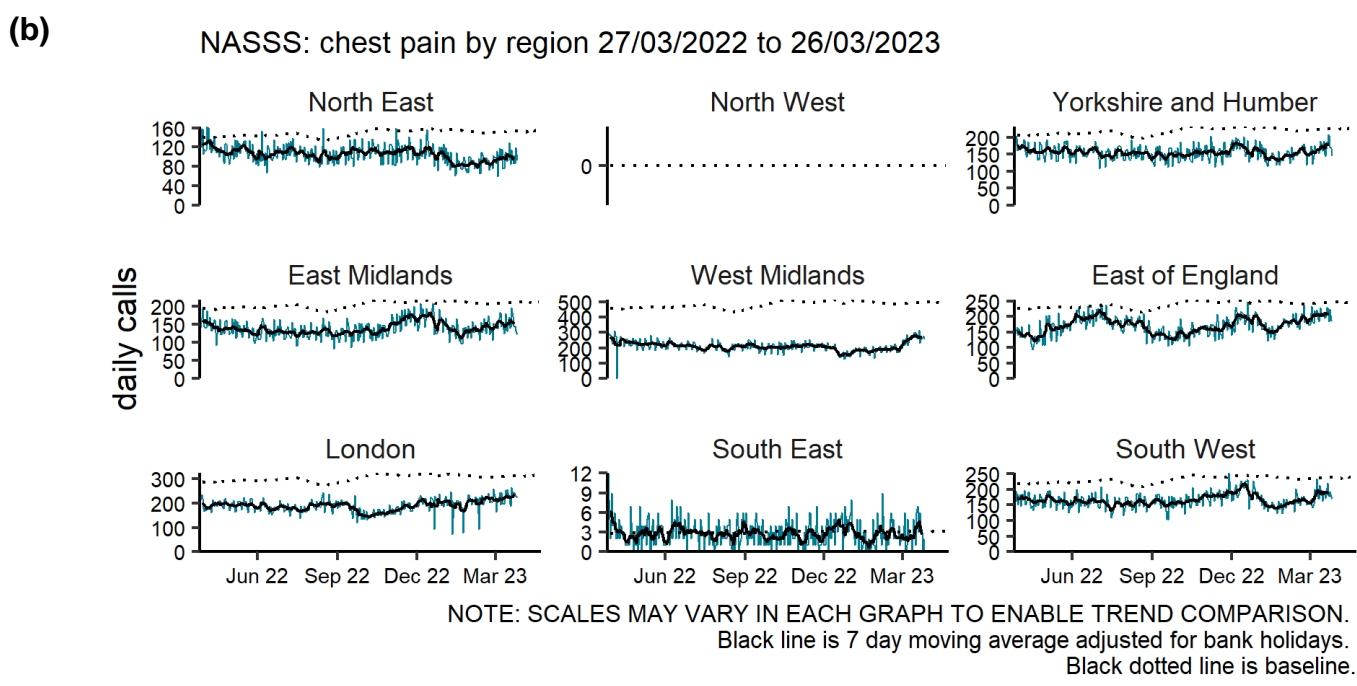 (b)
NASSS: chest pain by region 27/03/2022 to 26/03/2023
North East
North West
Yorkshire and Humber
160
120
80
40
0
0
200
150
100
50
0
East Midlands
West Midlands
East of England
200
150
100
50
0
500
400
300
200
100
0
250
200
150
100
50
0
daily calls
London
South East
South West
300
200
100
0
12
9
6
3
0
250
200
150
100
50
0
Jun 22 Sep 22 Dec 22 Mar 23
Jun 22 Sep 22 Dec 22 Mar 23
Jun 22 Sep 22 Dec 22 Mar 23
NOTE: SCALES MAY VARY IN EACH GRAPH TO ENABLE TREND COMPARISON.
Black line is 7 day moving average adjusted for bank holidays.
Black dotted line is baseline.